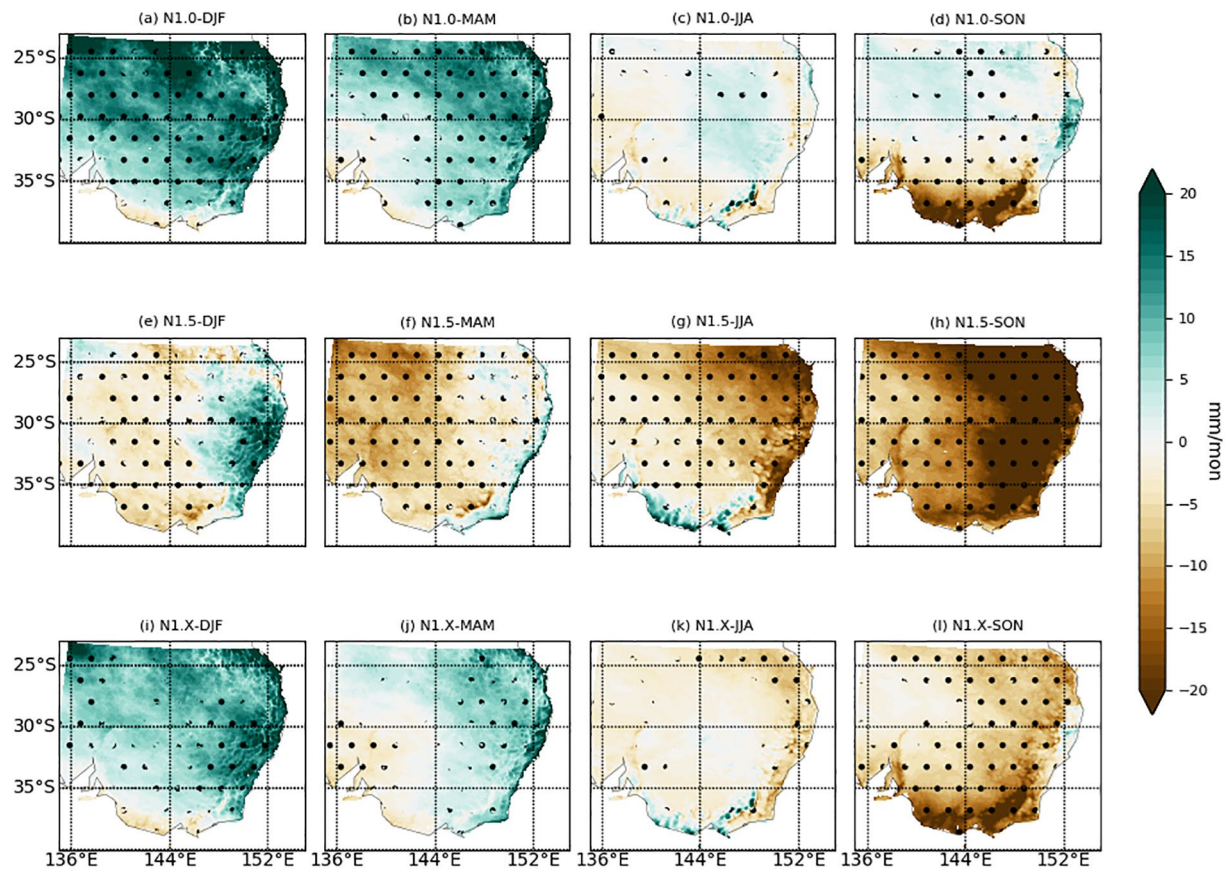 (a) N1.0-DJF (b) N1.0-MAM (c) N1.0-JJA (d) N1.0-SON
25°S
30°S
35°S
(e) N1.5-DJF (f) N1.5-MAM (g) N1.5-JJA (h) N1.5-SON
25°S
30°S
35°S
(i) N1.X-DJF (j) N1.X-MAM (k) N1.X-JJA (l) N1.X-SON
25°S
30°S
35°S
136°E 144°E 152°E 136°E 144°E 152°E 136°E 144°E 152°E 136°E 144°E 152°E
20
15
10
5
0
−5
−10
−15
−20
mm/mon